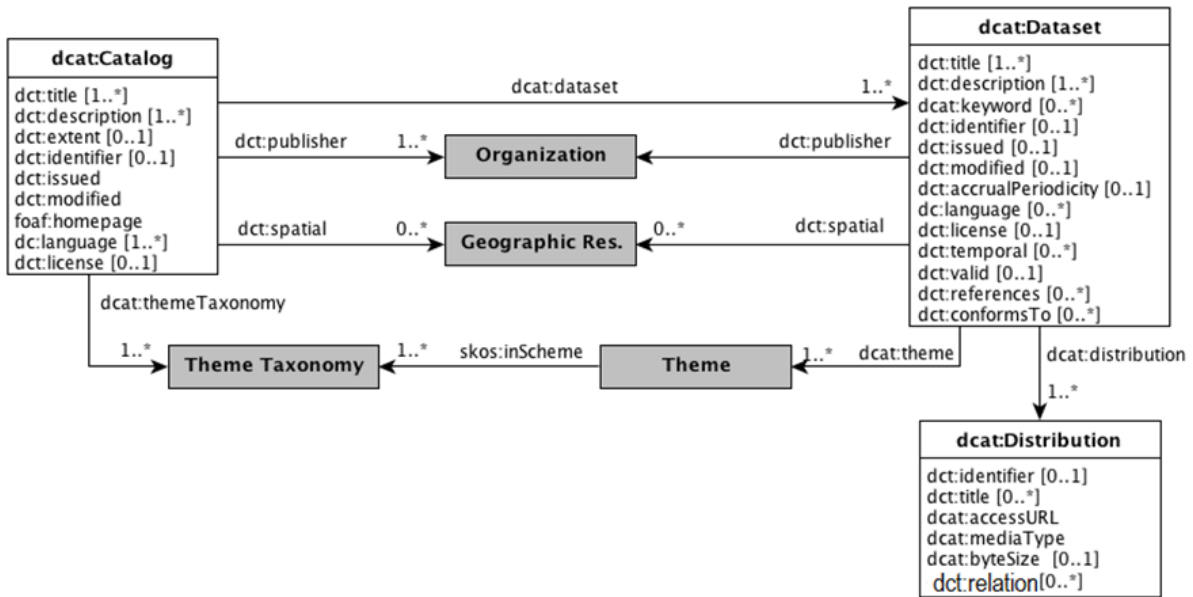 dcat:Catalog
dct:title [1..*]
dct:description [1..*]
dct:extent [0..1]
dct:identifier [0..1]
dct:issued
dct:modified
foaf:homepage
dc:language [1..*]
dct:license [0..1]
dcat:dataset
1..*
dct:publisher
1..*
Organization
dct:publisher
dct:spatial
0..*
Geographic Res.
0..*
dct:spatial
dcat:Dataset
dct:title [1..*]
dct:description [1..*]
dcat:keyword [0..*]
dct:identifier [0..1]
dct:issued [0..1]
dct:modified [0..1]
dct:accrualPeriodicity [0..1]
dc:language [0..*]
dct:license [0..1]
dct:temporal [0..*]
dct:valid [0..1]
dct:references [0..*]
dct:conformsTo [0..*]
dcat:themeTaxonomy
1..*
Theme Taxonomy
1..*
skos:inScheme
Theme
1..*
dcat:theme
dcat:distribution
1..*
dcat:Distribution
dct:identifier [0..1]
dct:title [0..*]
dcat:accessURL
dcat:mediaType
dcat:byteSize [0..1]
dct:relation[0..*]